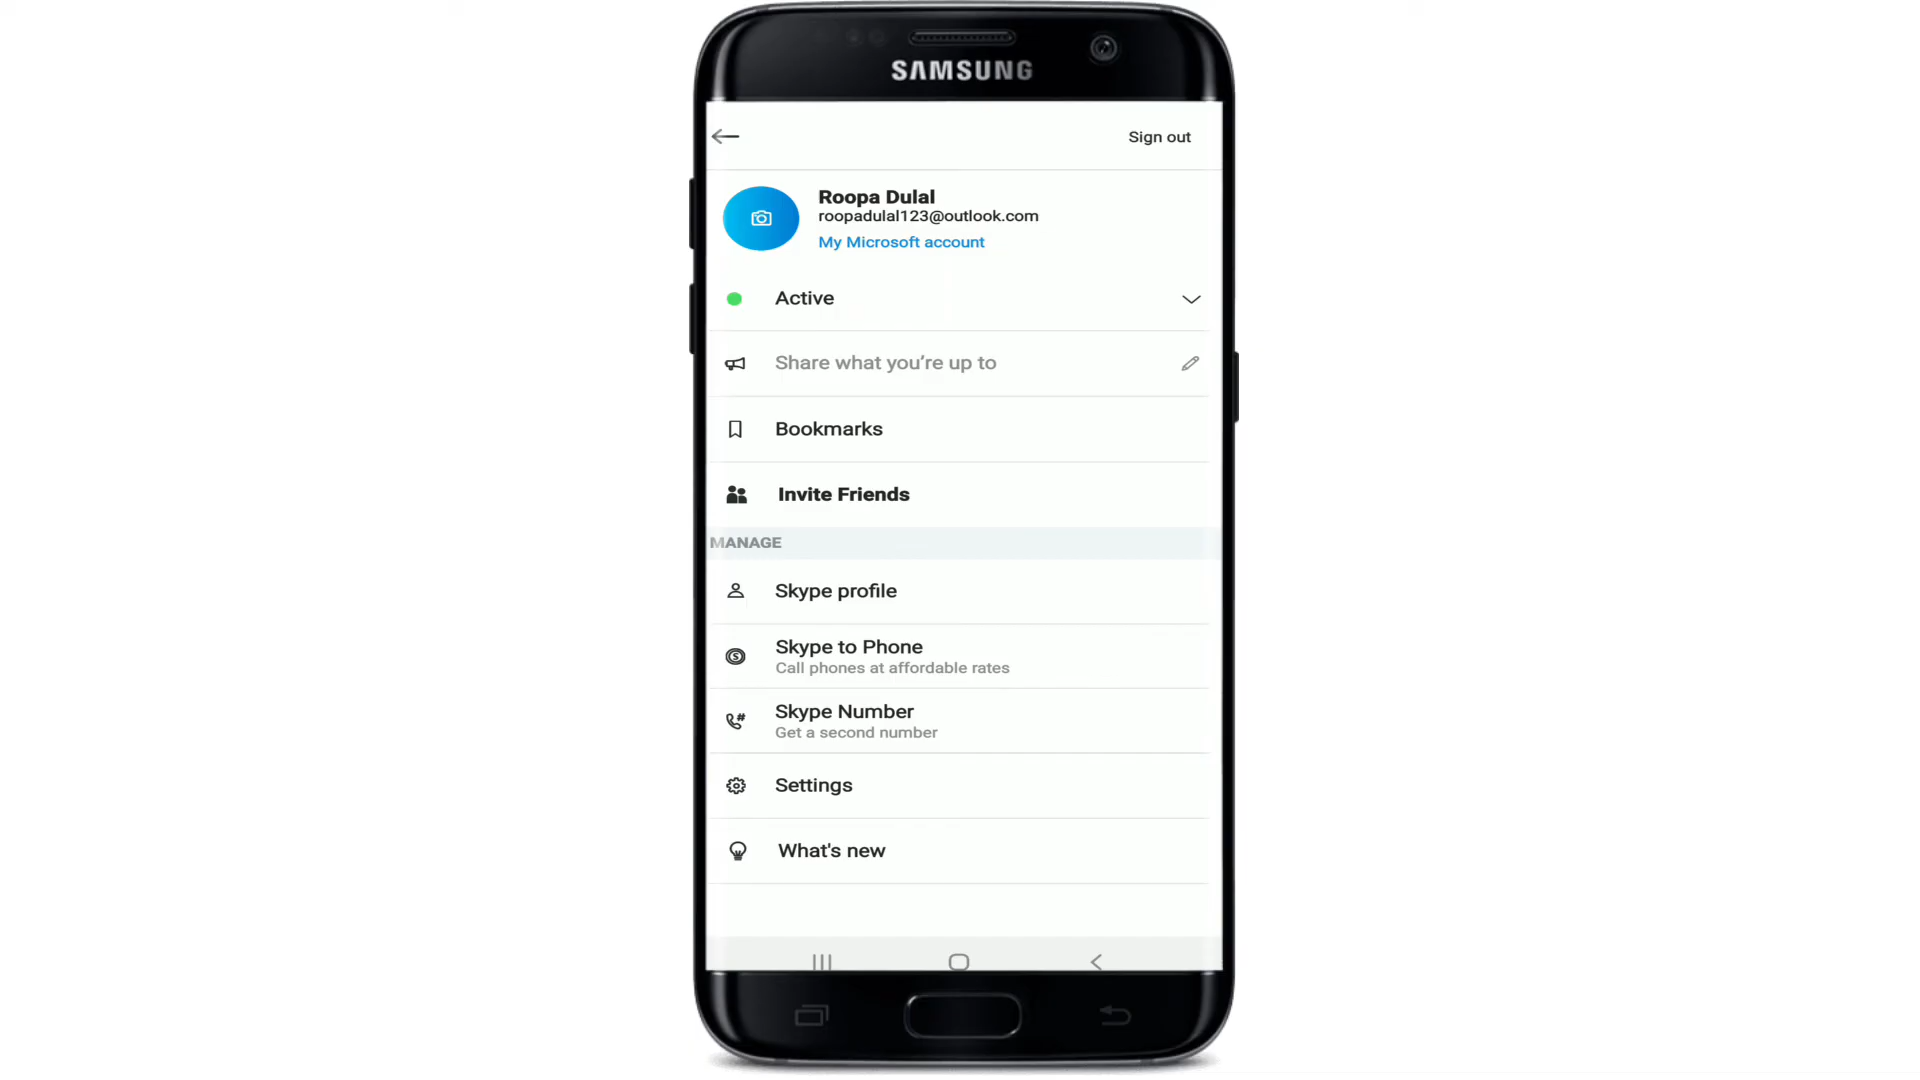 SAMSUNG
Sign out
Roopa Dulal
roopadulal123@outlook.com
My Microsoft account
Active
Share what you’re up to
Bookmarks
Invite Friends
MANAGE
Skype profile
Skype to Phone
Call phones at affordable rates
Skype Number
Get a second number
Settings
What's new